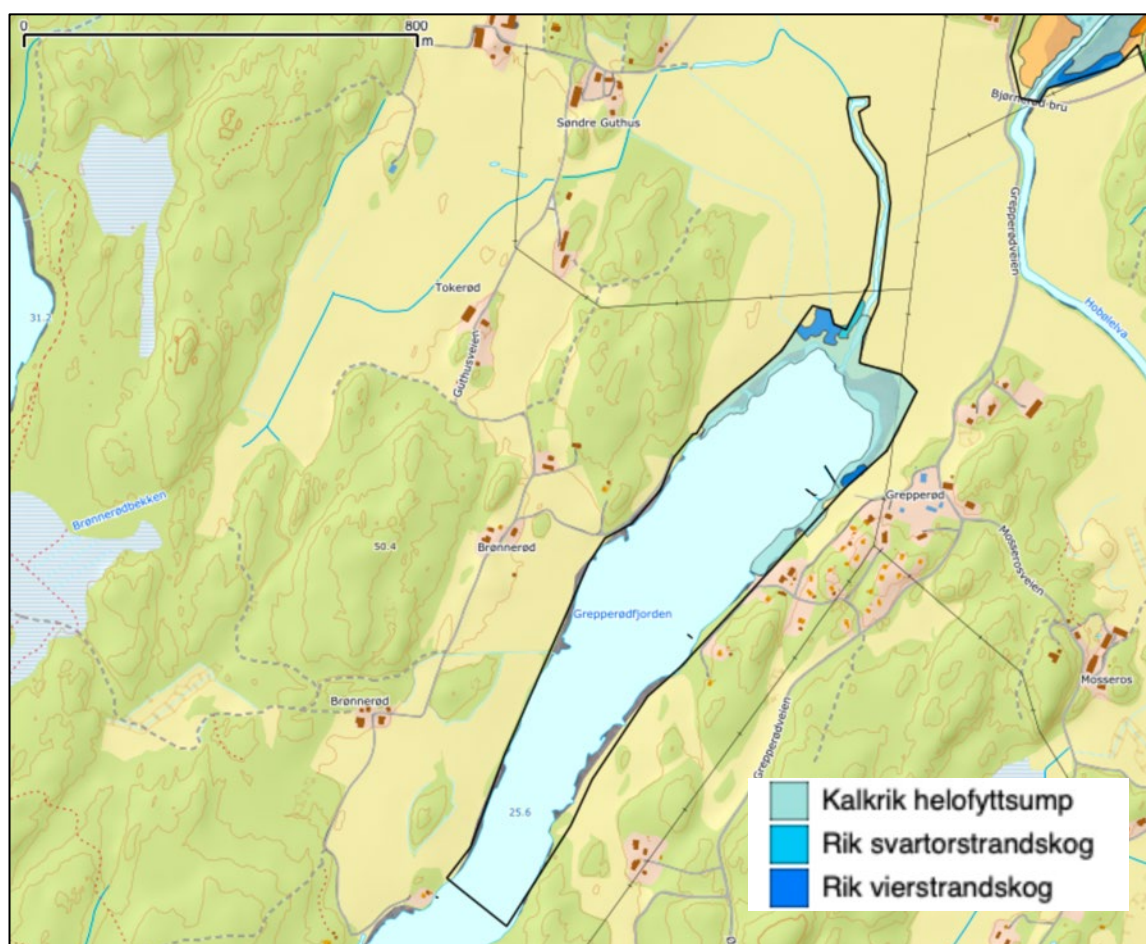 0
800
m
Bjørnerød bru
Søndre Guthus
Grepperødveien
Tokerød
31.2
Hobølelva
Guthusveien
Brønnerødbekken
Grepperød
50.4
Brønnerød
Mosserosveien
Grepperødfjorden
Mosseros
Brønnerød
Grepperødveien
25.6
Kalkrik helofyttsump
Rik svartorstrandskog
Rik vierstrandskog